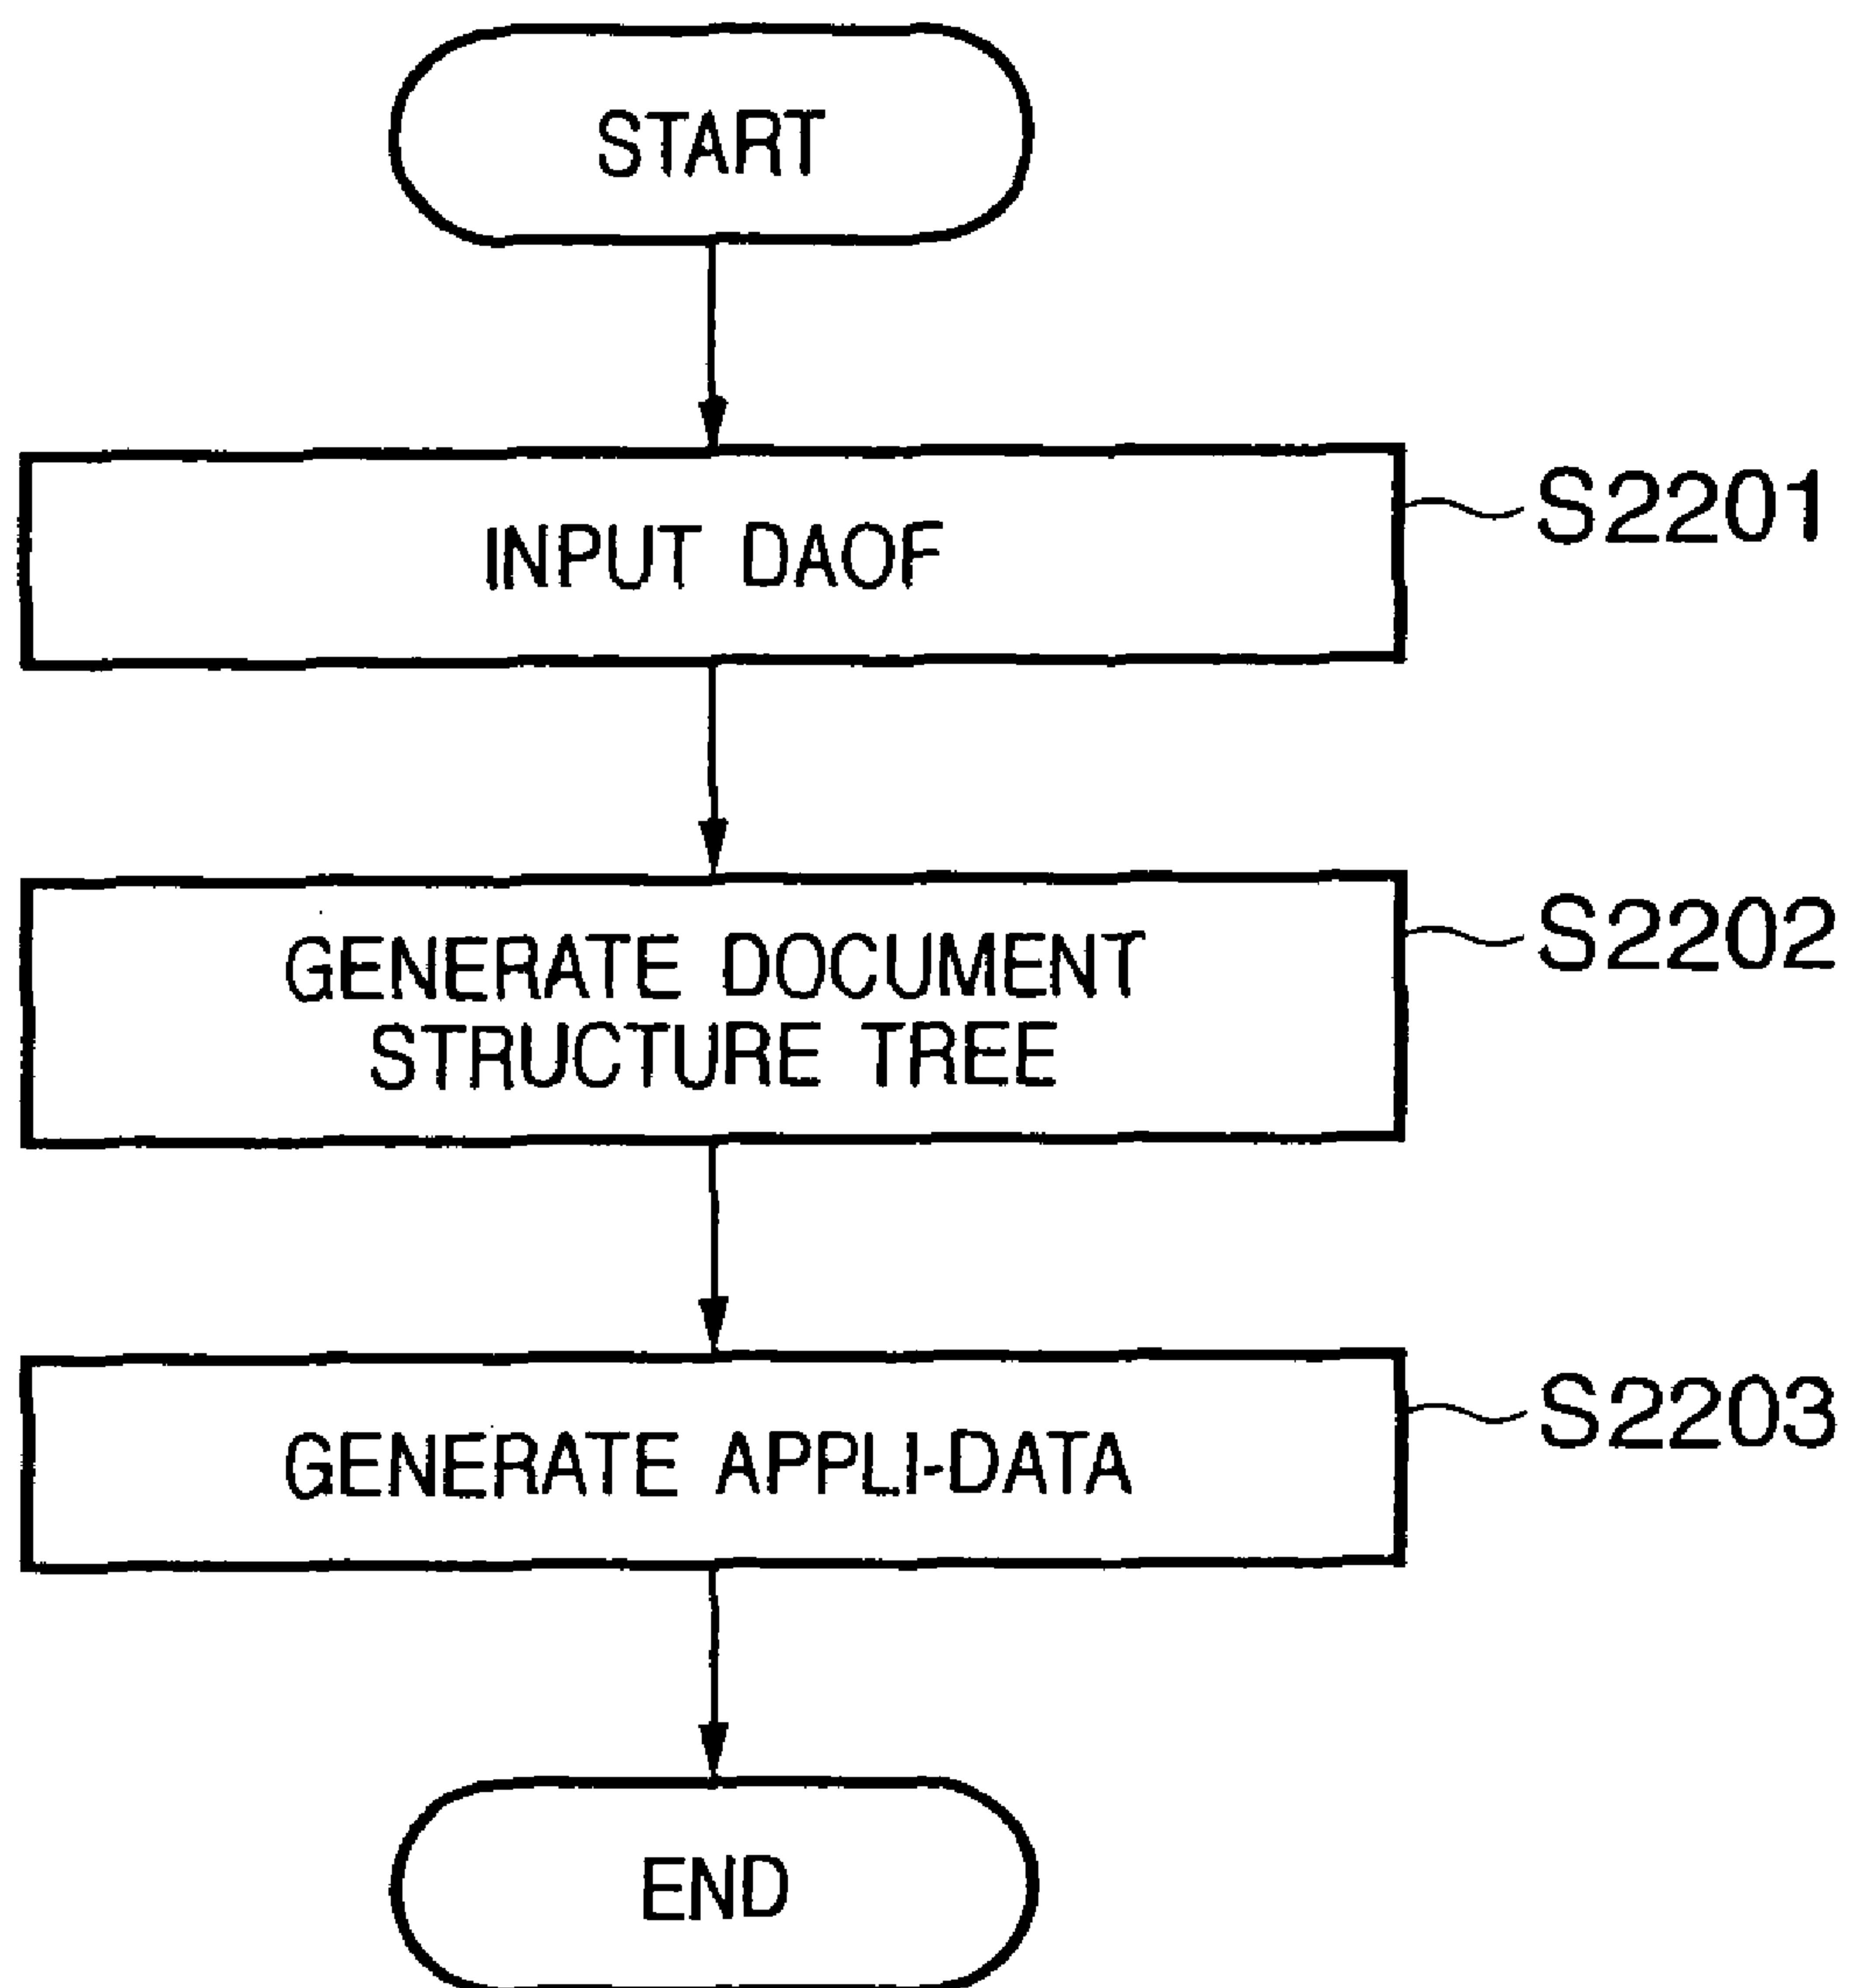 START
INPUT DAOF
S2201
GENERATE DOCUMENT
STRUCTURE TREE
S2202
GENERATE APPLI-DATA
S2203
END